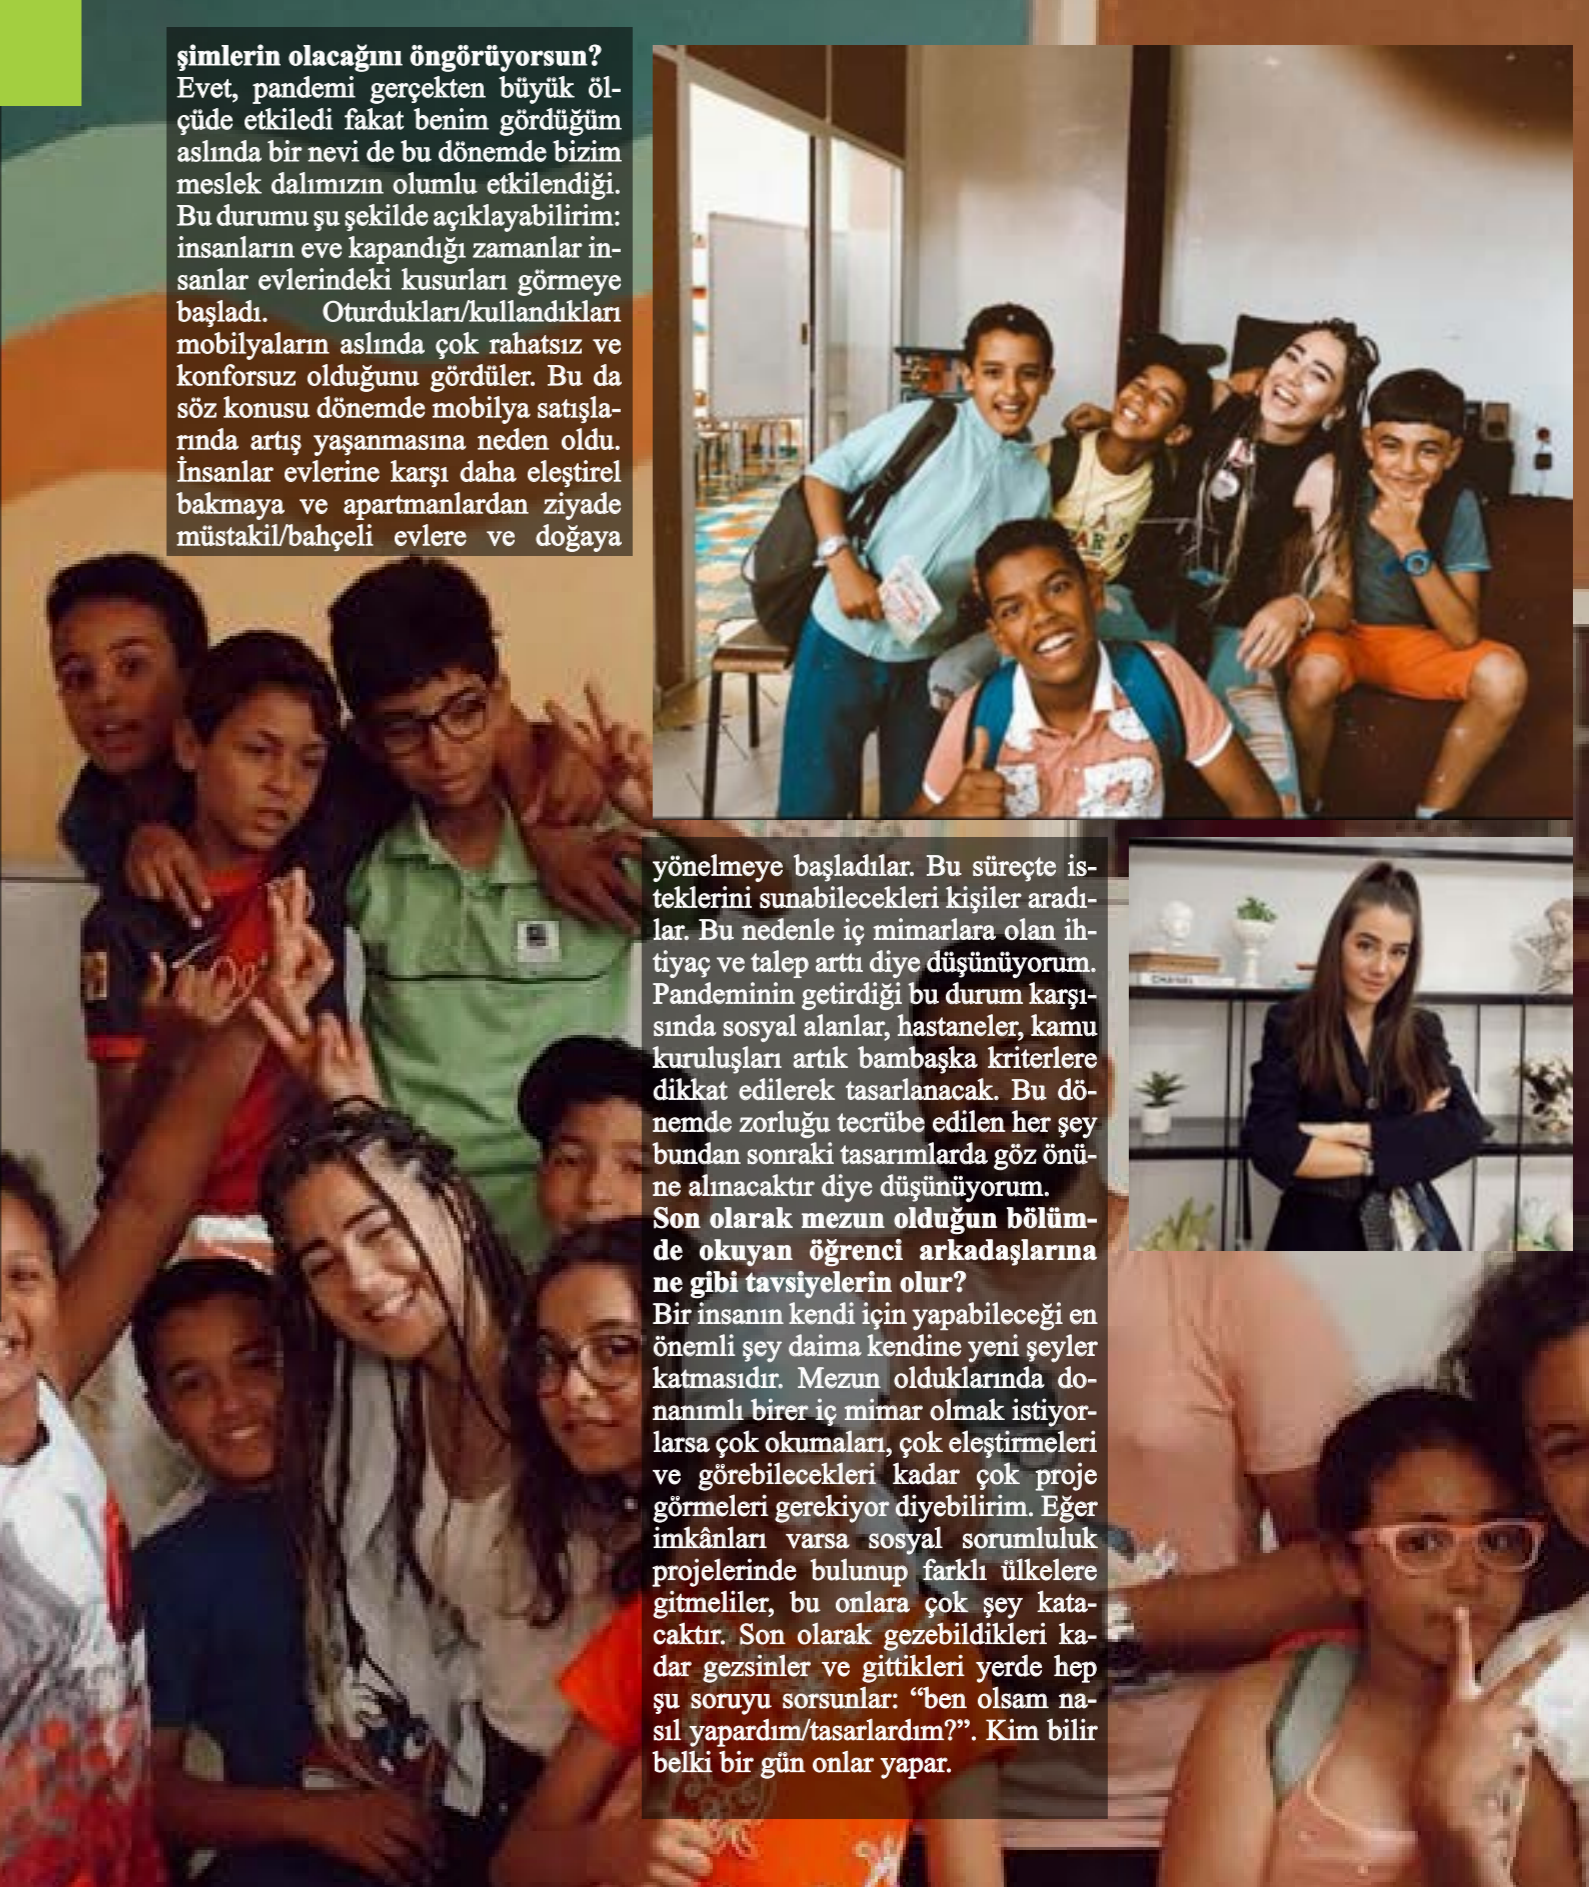 şimlerin olacağını öngörüyorsun?
Evet, pandemi gerçekten büyük öl-
çüde etkiledi fakat benim gördüğüm
aslında bir nevi de bu dönemde bizim
meslek dalımızın olumlu etkilendiği.
Bu durumu şu şekilde açıklayabilirim:
insanların eve kapandığı zamanlar in-
sanlar evlerindeki kusurları görmeye
başladı. Oturdukları/kullandıkları
mobilyaların aslında çok rahatsız ve
konforsuz olduğunu gördüler. Bu da
söz konusu dönemde mobilya satışla-
rında artış yaşanmasına neden oldu.
İnsanlar evlerine karşı daha eleştirel
bakmaya ve apartmanlardan ziyade
müstakil/bahçeli evlere ve doğaya
yönelmeye başladılar. Bu süreçte is-
teklerini sunabilecekleri kişiler aradı-
lar. Bu nedenle iç mimarlara olan ih-
tiyaç ve talep arttı diye düşünüyorum.
Pandeminin getirdiği bu durum karşı-
sında sosyal alanlar, hastaneler, kamu
kuruluşları artık bambaşka kriterlere
dikkat edilerek tasarlanacak. Bu dö-
nemde zorluğu tecrübe edilen her şey
bundan sonraki tasarımlarda göz önü-
ne alınacaktır diye düşünüyorum.
Son olarak mezun olduğun bölüm-
de okuyan öğrenci arkadaşlarına
ne gibi tavsiyelerin olur?
Bir insanın kendi için yapabileceği en
önemli şey daima kendine yeni şeyler
katmasıdır. Mezun olduklarında do-
nanımlı birer iç mimar olmak istiyor-
larsa çok okumaları, çok eleştirmeleri
ve görebilecekleri kadar çok proje
görmeleri gerekiyor diyebilirim. Eğer
imkânları varsa sosyal sorumluluk
projelerinde bulunup farklı ülkelere
gitmeliler, bu onlara çok şey kata-
caktır. Son olarak gezebildikleri ka-
dar gezsinler ve gittikleri yerde hep
şu soruyu sorsunlar: “ben olsam na-
sıl yapardım/tasarlardım?”. Kim bilir
belki bir gün onlar yapar.
CHANEL